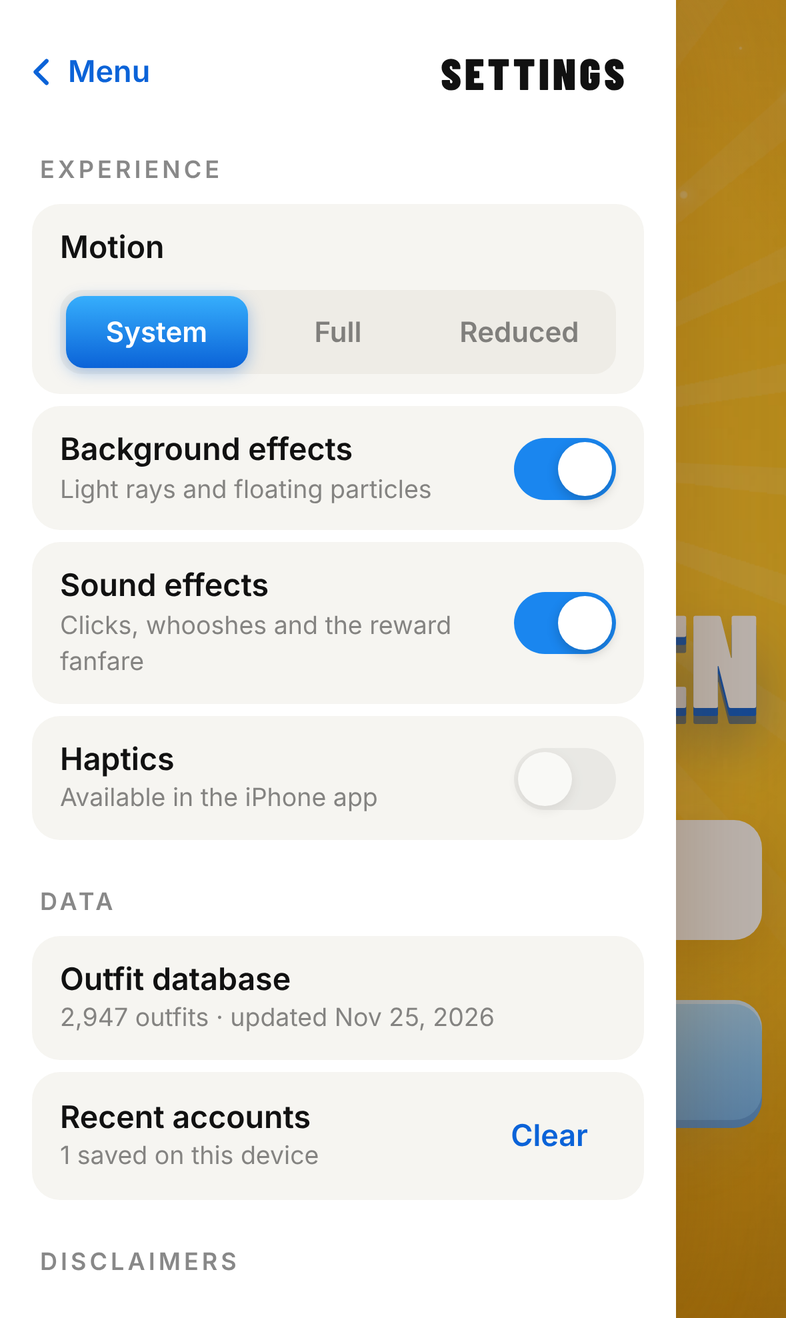 Menu
SETTINGS
EXPERIENCE
Motion
System
Full
Reduced
Background effects
Light rays and floating particles
Sound effects
Clicks, whooshes and the reward
fanfare
Haptics
Available in the iPhone app
DATA
Outfit database
2,947 outfits · updated Nov 25, 2026
Recent accounts
1 saved on this device
Clear
DISCLAIMERS